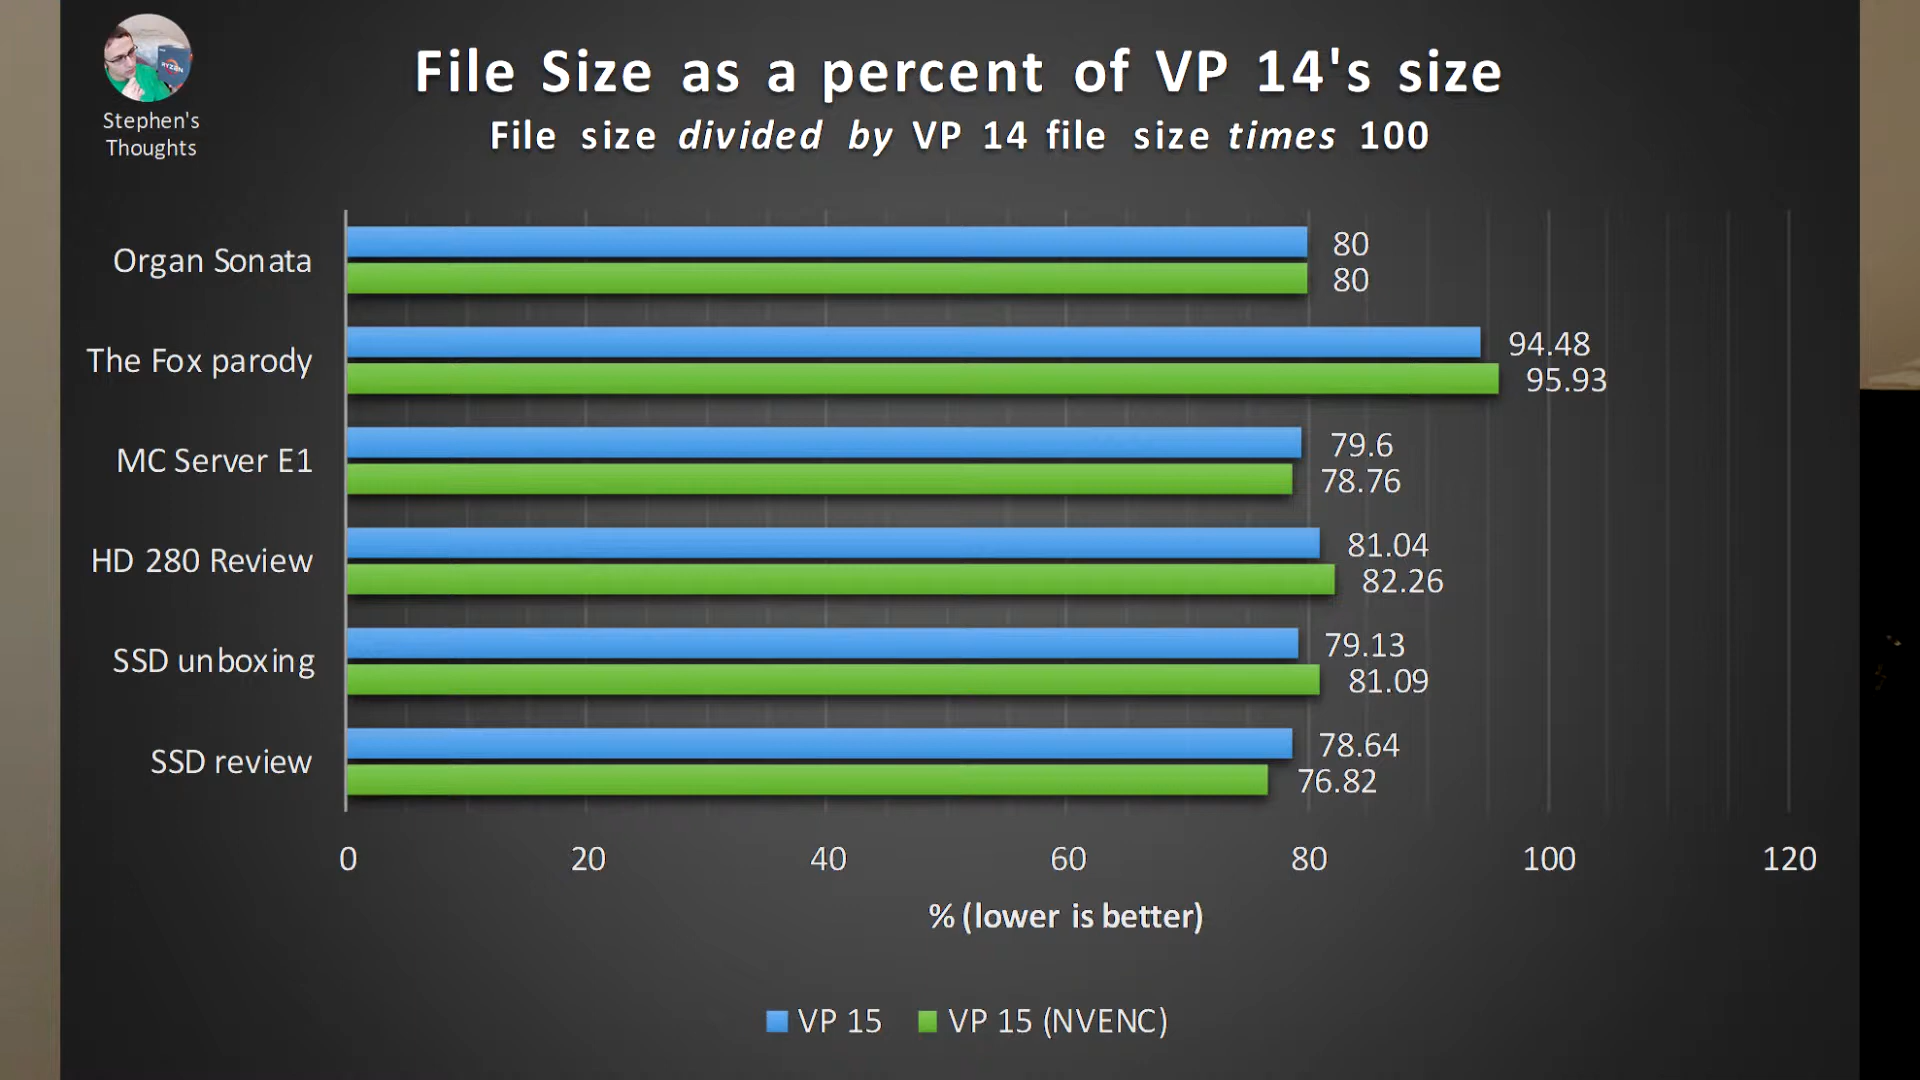 Stephen's
Thoughts
RYZEN
File Size as a percent of VP 14's size
File size divided by VP 14 file size times 100
Organ Sonata
80
80
The Fox parody
94.48
95.93
MC Server E1
79.6
78.76
HD 280 Review
81.04
82.26
SSD unboxing
79.13
81.09
SSD review
78.64
76.82
0 20 40 60 80 100 120
% (lower is better)
VP 15 VP 15 (NVENC)